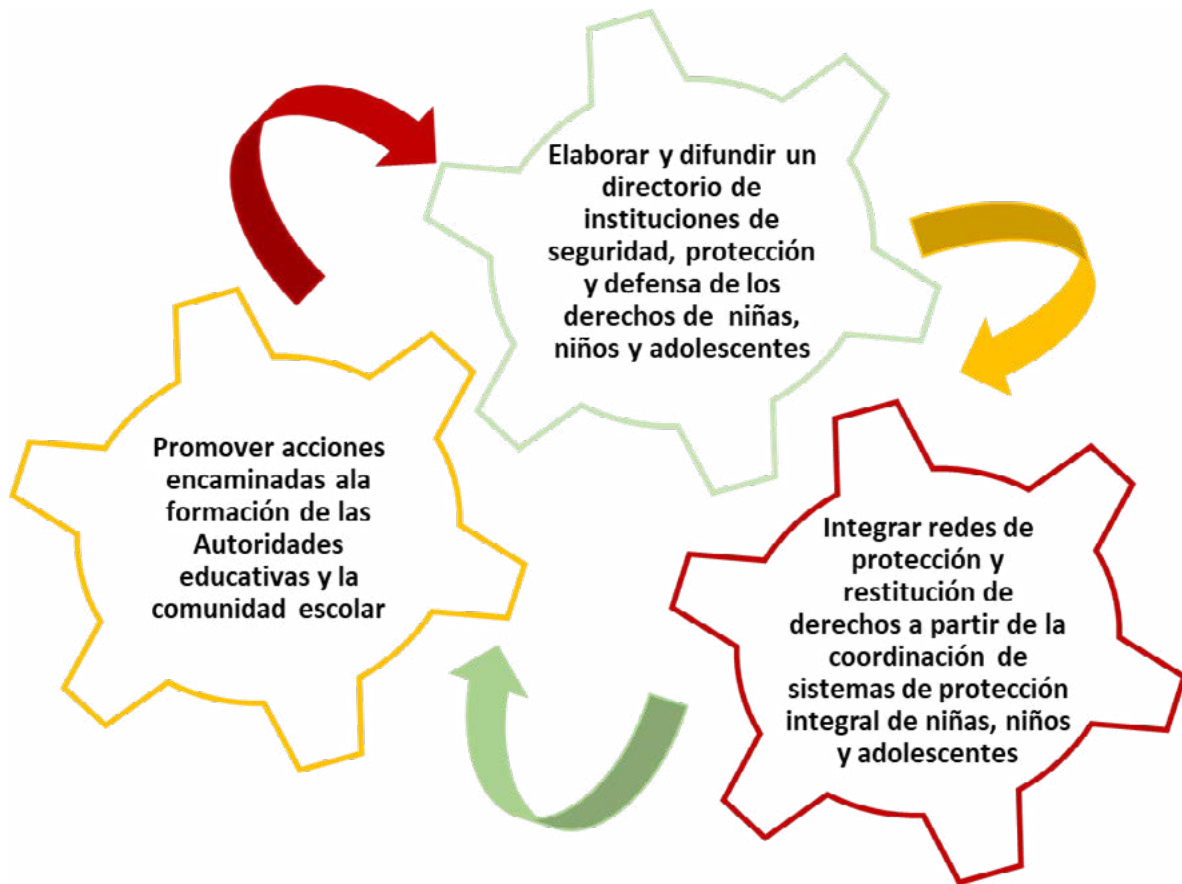 Elaborar y difundir un
directorio de
instituciones de
seguridad, protección
y defensa de los
derechos de niñas,
niños y adolescentes
Promover acciones
encaminadas ala
formación de las
Autoridades
educativas y la
comunidad escolar
Integrar redes de
protección y
restitución de
derechos a partir de la
coordinación de
sistemas de protección
integral de niñas, niños
y adolescentes